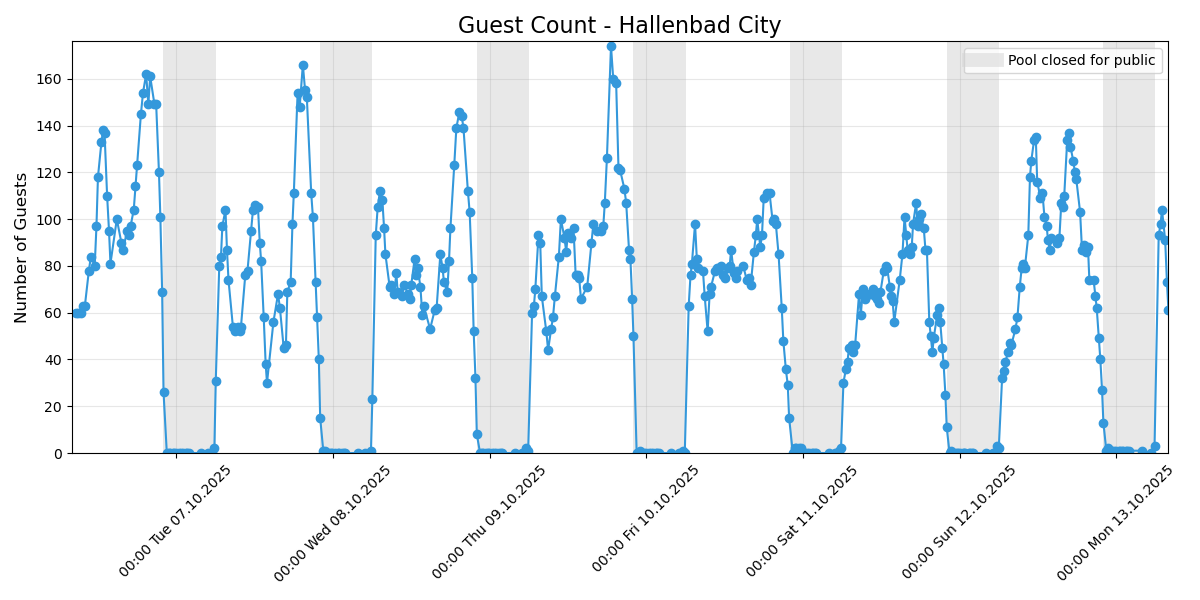 Guest Count - Hallenbad City
Pool closed for public
Number of Guests
160
140
120
100
80
60
40
20
0
00:00 Tue 07.10.2025
00:00 Wed 08.10.2025
00:00 Thu 09.10.2025
00:00 Fri 10.10.2025
00:00 Sat 11.10.2025
00:00 Sun 12.10.2025
00:00 Mon 13.10.2025